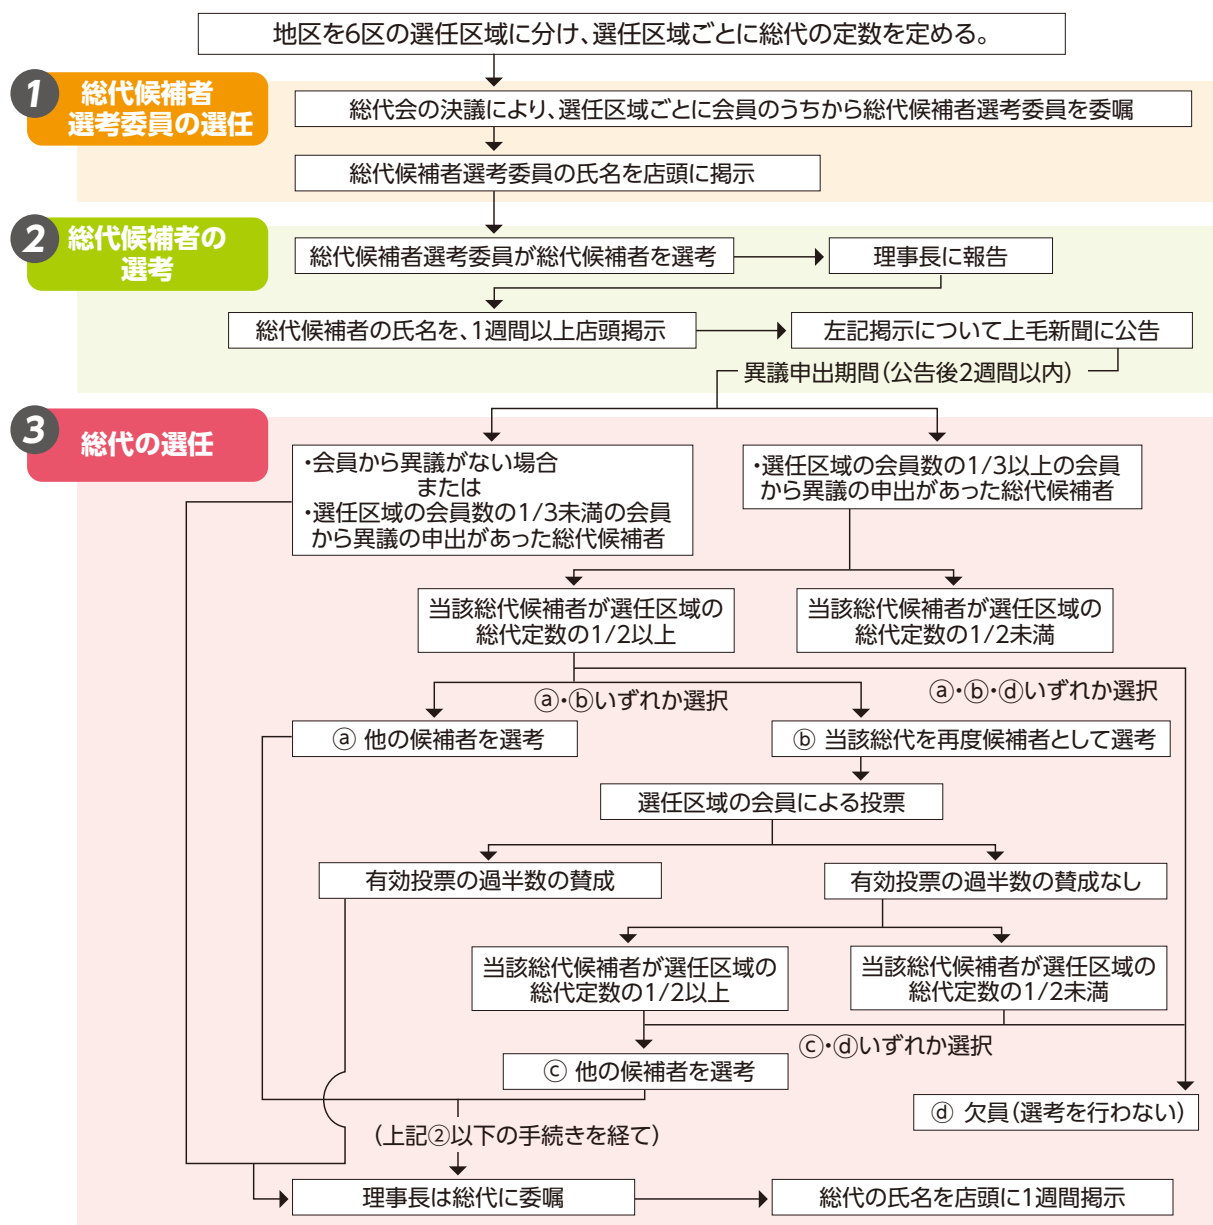 地区を6区の選任区域に分け、選任区域ごとに総代の定数を定める。
1
総代候補者
選考委員の選任
総代会の決議により、選任区域ごとに会員のうちから総代候補者選考委員を委嘱
総代候補者選考委員の氏名を店頭に掲示
2
総代候補者の
選考
総代候補者選考委員が総代候補者を選考
理事長に報告
総代候補者の氏名を、1週間以上店頭掲示
左記掲示について上毛新聞に公告
異議申出期間(公告後2週間以内)
3
総代の選任
・会員から異議がない場合
または
・選任区域の会員数の1/3未満の会員
から異議の申出があった総代候補者
・選任区域の会員数の1/3以上の会員
から異議の申出があった総代候補者
当該総代候補者が選任区域の
総代定数の1/2以上
当該総代候補者が選任区域の
総代定数の1/2未満
ⓐ・ⓑいずれか選択
ⓐ・ⓑ・ⓓいずれか選択
ⓐ 他の候補者を選考
ⓑ 当該総代を再度候補者として選考
選任区域の会員による投票
有効投票の過半数の賛成
有効投票の過半数の賛成なし
当該総代候補者が選任区域の
総代定数の1/2以上
当該総代候補者が選任区域の
総代定数の1/2未満
ⓒ・ⓓいずれか選択
ⓒ 他の候補者を選考
ⓓ 欠員(選考を行わない)
(上記②以下の手続きを経て)
理事長は総代に委嘱
総代の氏名を店頭に1週間掲示